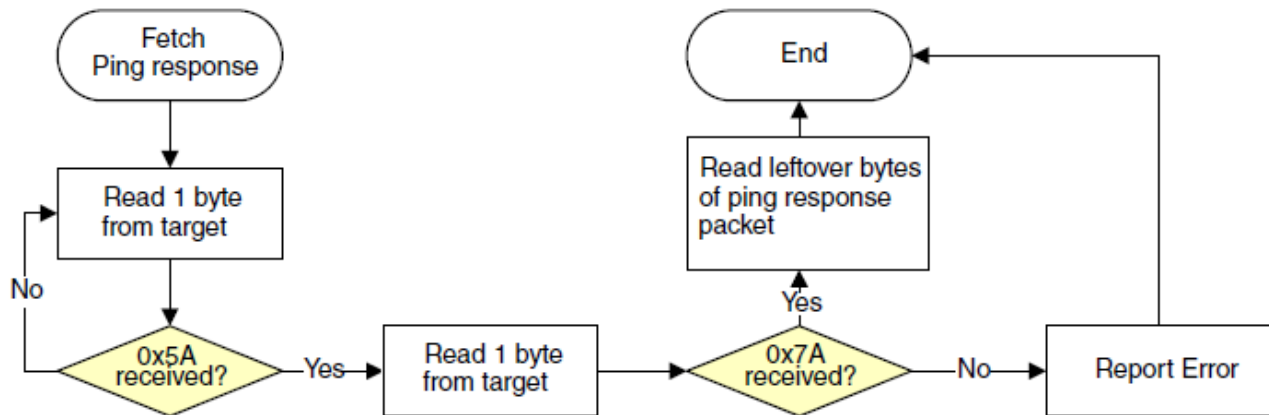 Fetch
Ping response
Read 1 byte
from target
No
0x5A
received?
Yes
Read 1 byte
from target
0x7A
received?
Yes
Read leftover bytes
of ping response
packet
End
No
Report Error